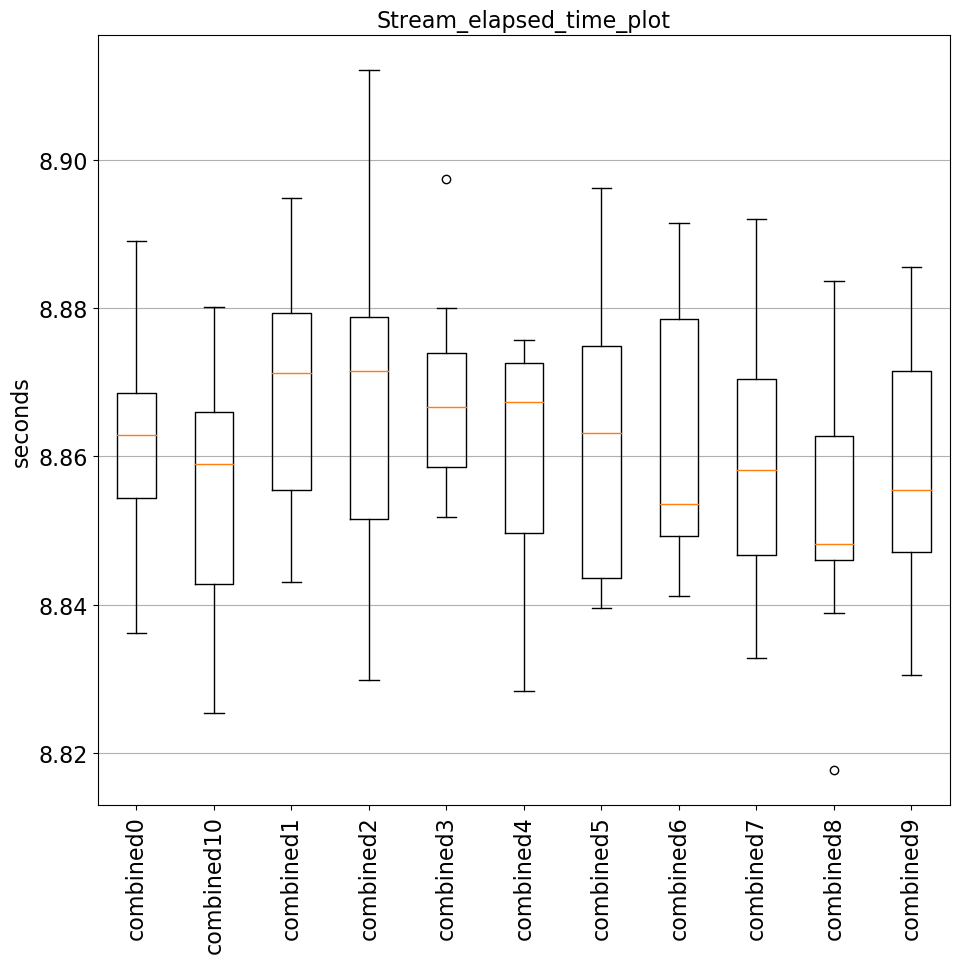 Stream_elapsed_time_plot
seconds
8.90
8.88
8.86
8.84
8.82
combined0
combined10
combined1
combined2
combined3
combined4
combined5
combined6
combined7
combined8
combined9